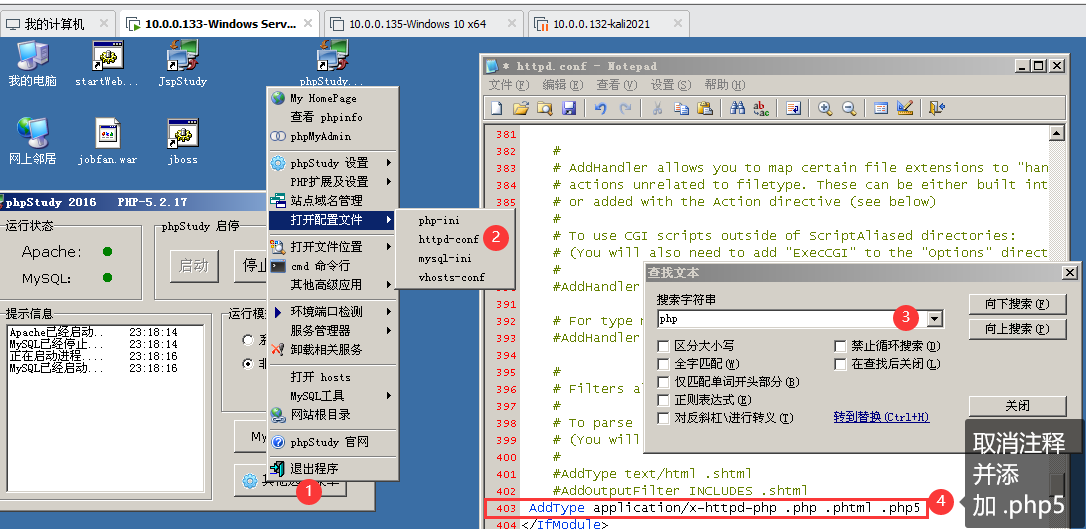 我的计算机
10.0.0.133-Windows Serv...
10.0.0.135-Windows 10 x64
10.0.0.132-kali2021
我的电脑
startWeb...
JspStudy
phpStudy...
网上邻居
jobfan.war
jboss
phpStudy 2016 PHP-5.2.17
运行状态
Apache:
MySQL:
phpStudy 启停
启动
停止
提示信息
Apache已经启动..  23:18:14
MySQL已经停止...  23:18:14
正在启动进程....  23:18:16
MySQL已经启动...  23:18:16
运行模
My
1
My HomePage
查看 phpinfo
phpMyAdmin
phpStudy 设置
PHP扩展及设置
站点域名管理
打开配置文件
打开文件位置
cmd 命令行
其他高级应用
环境端口检测
服务管理器
卸载相关服务
打开 hosts
MySQL工具
网站根目录
phpStudy 官网
退出程序
php-ini
httpd-conf
2
mysql-ini
vhosts-conf
* httpd.conf - Notepad
文件(F) 编辑(E) 查看(V) 设置(S) 帮助(H)
381
382 #
383 # AddHandler allows you to map certain file extensions to "han
384 # actions unrelated to filetype. These can be either built int
385 # or added with the Action directive (see below)
386 #
387 # To use CGI scripts outside of ScriptAliased directories:
388 # (You will also need to add "ExecCGI" to the "Options" direct
389 #
390 #AddHandler
391
392 # For type m
393 #AddHandler
394
395 #
396 # Filters al
397 #
398 # To parse
399 # (You will
400 #
401 #AddType text/html .shtml
402 #AddOutputFilter INCLUDES .shtml
403 AddType application/x-httpd-php .php .phtml .php5
404 </IfModule>
4
查找文本
搜索字符串
php
3
区分大小写
全字匹配(W)
仅匹配单词开头部分(B)
正则表达式(E)
对反斜杠\进行转义(T)
禁止循环搜索(D)
在查找后关闭(L)
转到替换(Ctrl+H)
向下搜索(F)
向上搜索(P)
关闭
取消注释
并添
加 .php5